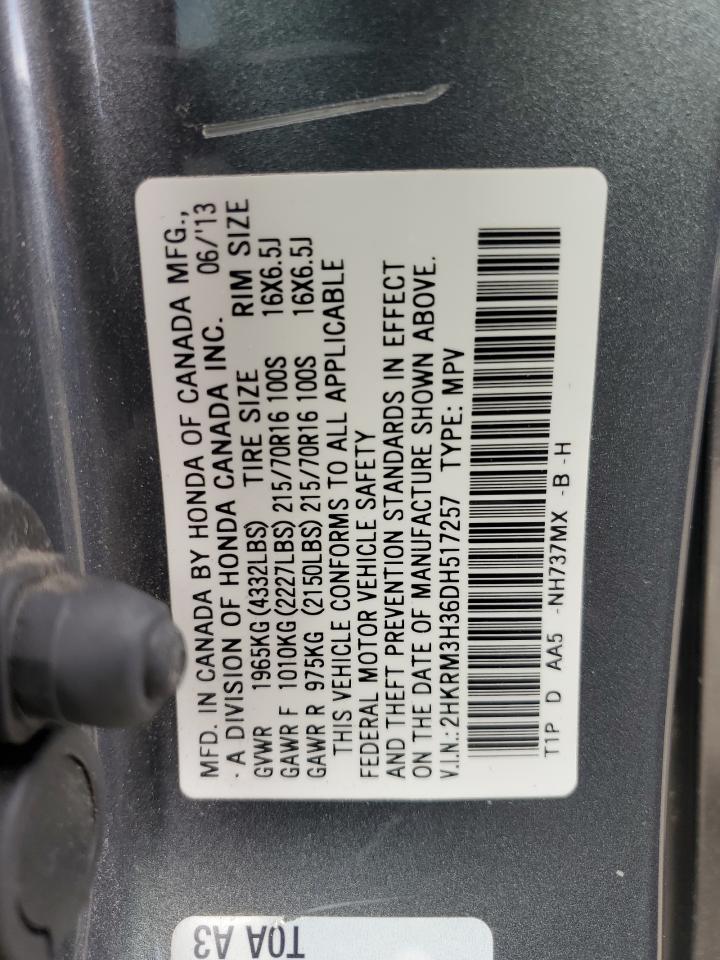 MFD. IN CANADA BY HONDA OF CANADA MFG.,
· A DIVISION OF HONDA CANADA INC. 06/'13
GVWR 1965KG (4332LBS) TIRE SIZE RIM SIZE
GAWR F 1010KG (2227LBS) 215/70R16 100S 16X6.5J
GAWR R 975KG (2150LBS) 215/70R16 100S 16X6.5J
THIS VEHICLE CONFORMS TO ALL APPLICABLE
FEDERAL MOTOR VEHICLE SAFETY
AND THEFT PREVENTION STANDARDS IN EFFECT
ON THE DATE OF MANUFACTURE SHOWN ABOVE.
V.I.N.: 2HKRM3H36DH517257 TYPE: MPV
T1P D AA5 -NH737MX -B -H
T0A A3